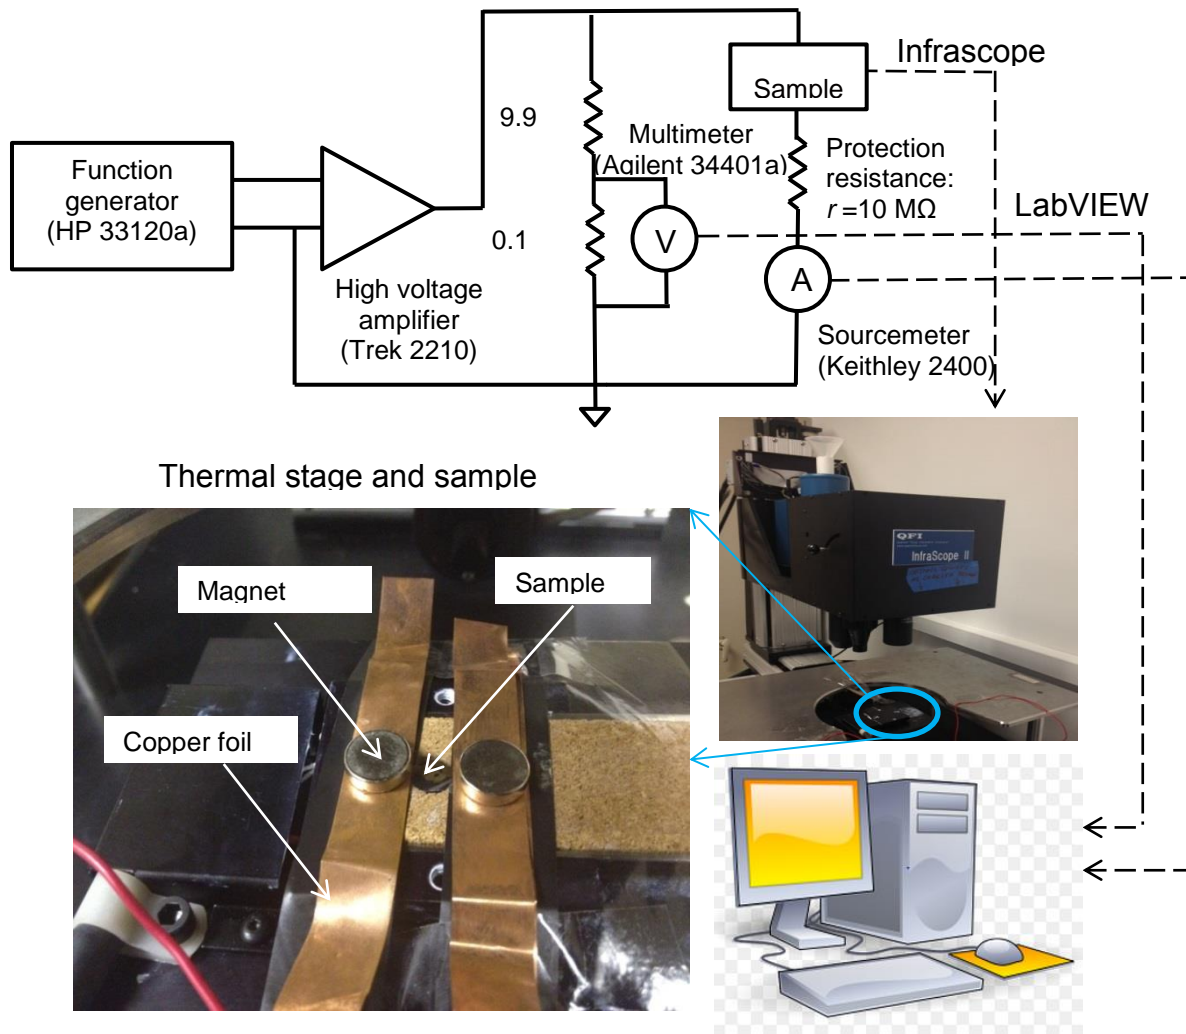 Infrascope
Sample
9.9
Multimeter
(Agilent 34401a)
Protection
resistance:
r =10 MΩ
Function
generator
(HP 33120a)
LabVIEW
0.1
V
A
High voltage
amplifier
(Trek 2210)
Sourcemeter
(Keithley 2400)
Thermal stage and sample
QFI
InfraScope II
Magnet
Sample
Copper foil